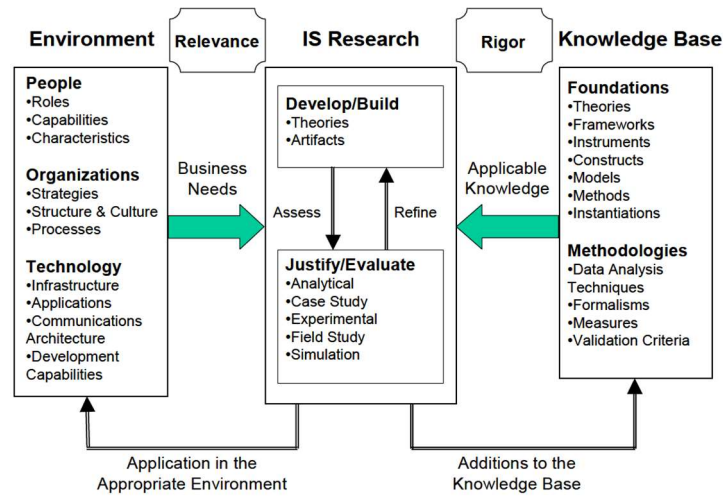 Environment
Relevance
IS Research
Rigor
Knowledge Base
People
•Roles
•Capabilities
•Characteristics
Organizations
•Strategies
•Structure & Culture
•Processes
Technology
•Infrastructure
•Applications
•Communications
Architecture
•Development
Capabilities
Business
Needs
Develop/Build
•Theories
•Artifacts
Assess
Refine
Justify/Evaluate
•Analytical
•Case Study
•Experimental
•Field Study
•Simulation
Applicable
Knowledge
Foundations
•Theories
•Frameworks
•Instruments
•Constructs
•Models
•Methods
•Instantiations
Methodologies
•Data Analysis
Techniques
•Formalisms
•Measures
•Validation Criteria
Application in the
Appropriate Environment
Additions to the
Knowledge Base